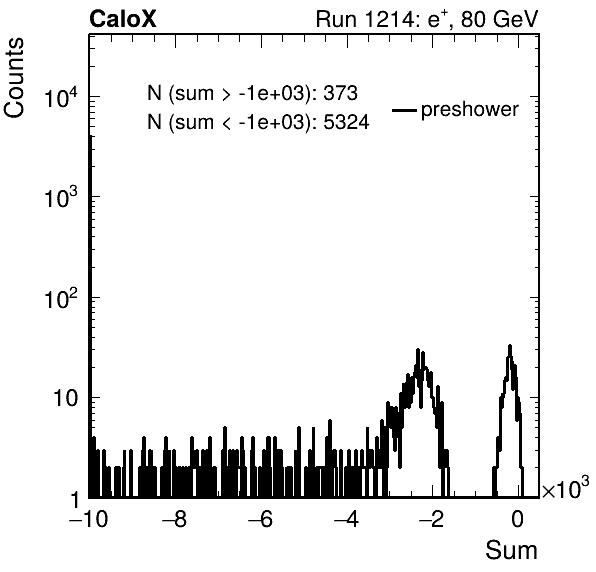 CaloX Run 1214: e⁺, 80 GeV
Counts
N (sum > -1e+03): 373
N (sum < -1e+03): 5324
preshower
10⁴
10³
10²
10
1
−10 −8 −6 −4 −2 0 ×10³
Sum